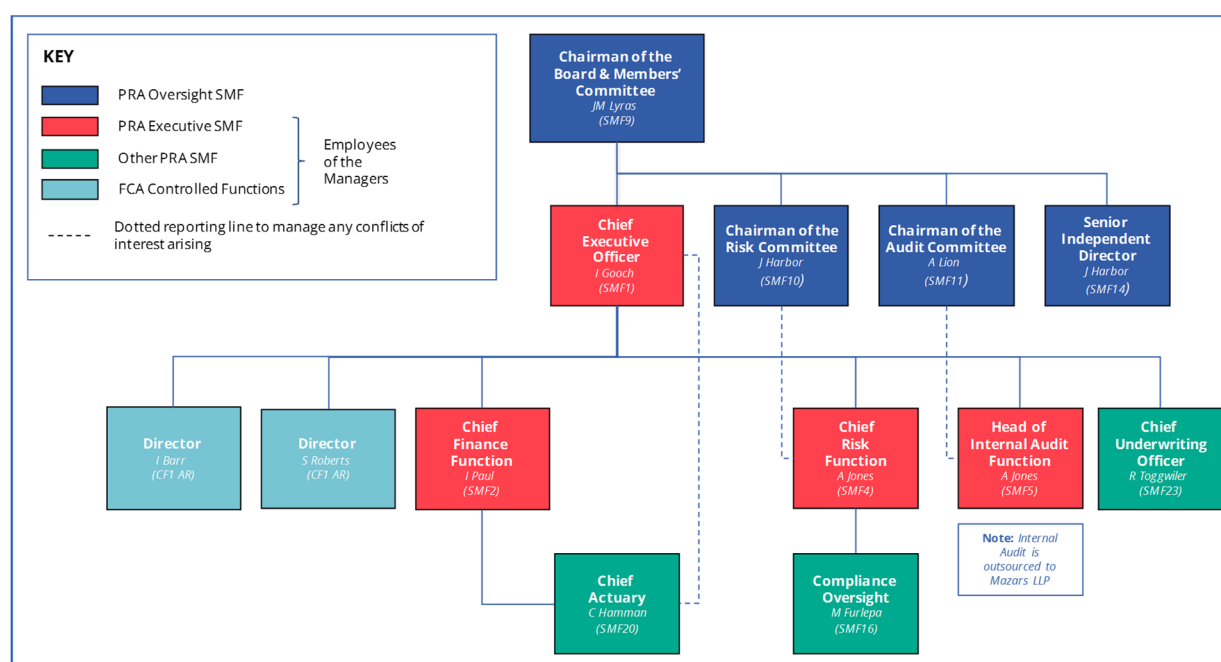 KEY
PRA Oversight SMF
PRA Executive SMF
Other PRA SMF
FCA Controlled Functions
Employees
of the
Managers
Dotted reporting line to manage any conflicts of
interest arising
Chairman of the
Board & Members'
Committee
JM Lyras
(SMF9)
Chief
Executive
Officer
I Gooch
(SMF1)
Chairman of the
Risk Committee
J Harbor
(SMF10)
Chairman of the
Audit Committee
A Lion
(SMF11)
Senior
Independent
Director
J Harbor
(SMF14)
Director
I Barr
(CF1 AR)
Director
S Roberts
(CF1 AR)
Chief
Finance
Function
I Paul
(SMF2)
Chief
Risk
Function
A Jones
(SMF4)
Head of
Internal Audit
Function
A Jones
(SMF5)
Chief
Underwriting
Officer
R Toggwiler
(SMF23)
Note: Internal
Audit is
outsourced to
Mazars LLP
Chief
Actuary
C Hamman
(SMF20)
Compliance
Oversight
M Furlepa
(SMF16)